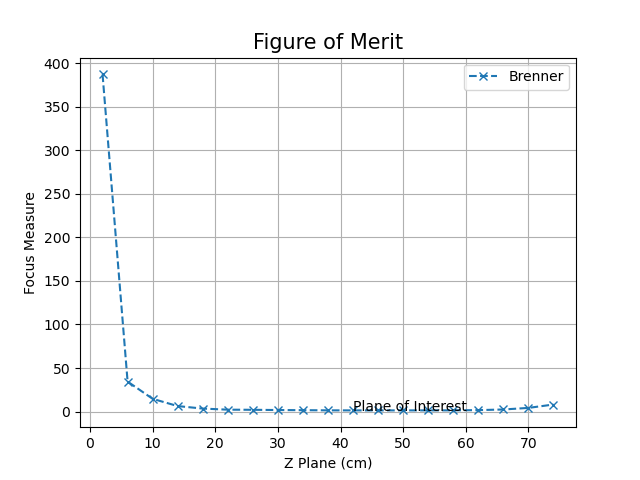 Figure of Merit
Brenner
Focus Measure
400
350
300
250
200
150
100
50
0
Plane of Interest
0 10 20 30 40 50 60 70
Z Plane (cm)